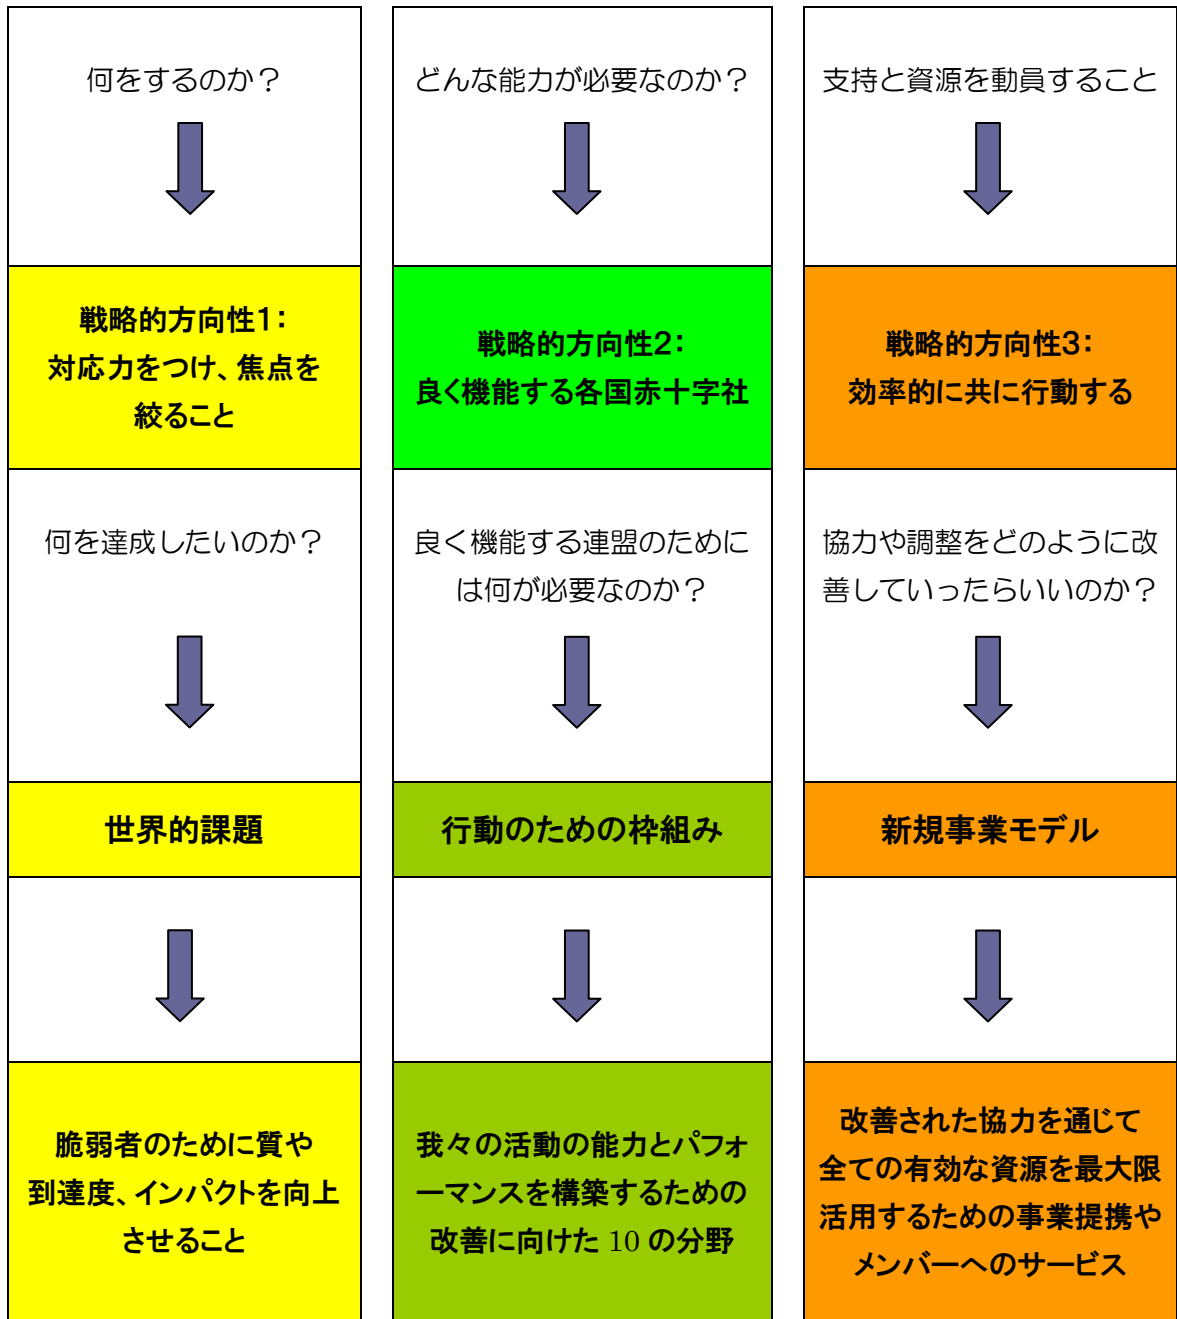 何をするのか？
戦略的方向性1：
対応力をつけ、焦点を
絞ること
何を達成したいのか？
世界的課題
脆弱者のために質や
到達度、インパクトを向上
させること
どんな能力が必要なのか？
戦略的方向性2：
良く機能する各国赤十字社
良く機能する連盟のために
は何が必要なのか？
行動のための枠組み
我々の活動の能力とパフォ
ーマンスを構築するための
改善に向けた 10 の分野
支持と資源を動員すること
戦略的方向性3：
効率的に共に行動する
協力や調整をどのように改
善していったらいいのか？
新規事業モデル
改善された協力を通じて
全ての有効な資源を最大限
活用するための事業提携や
メンバーへのサービス